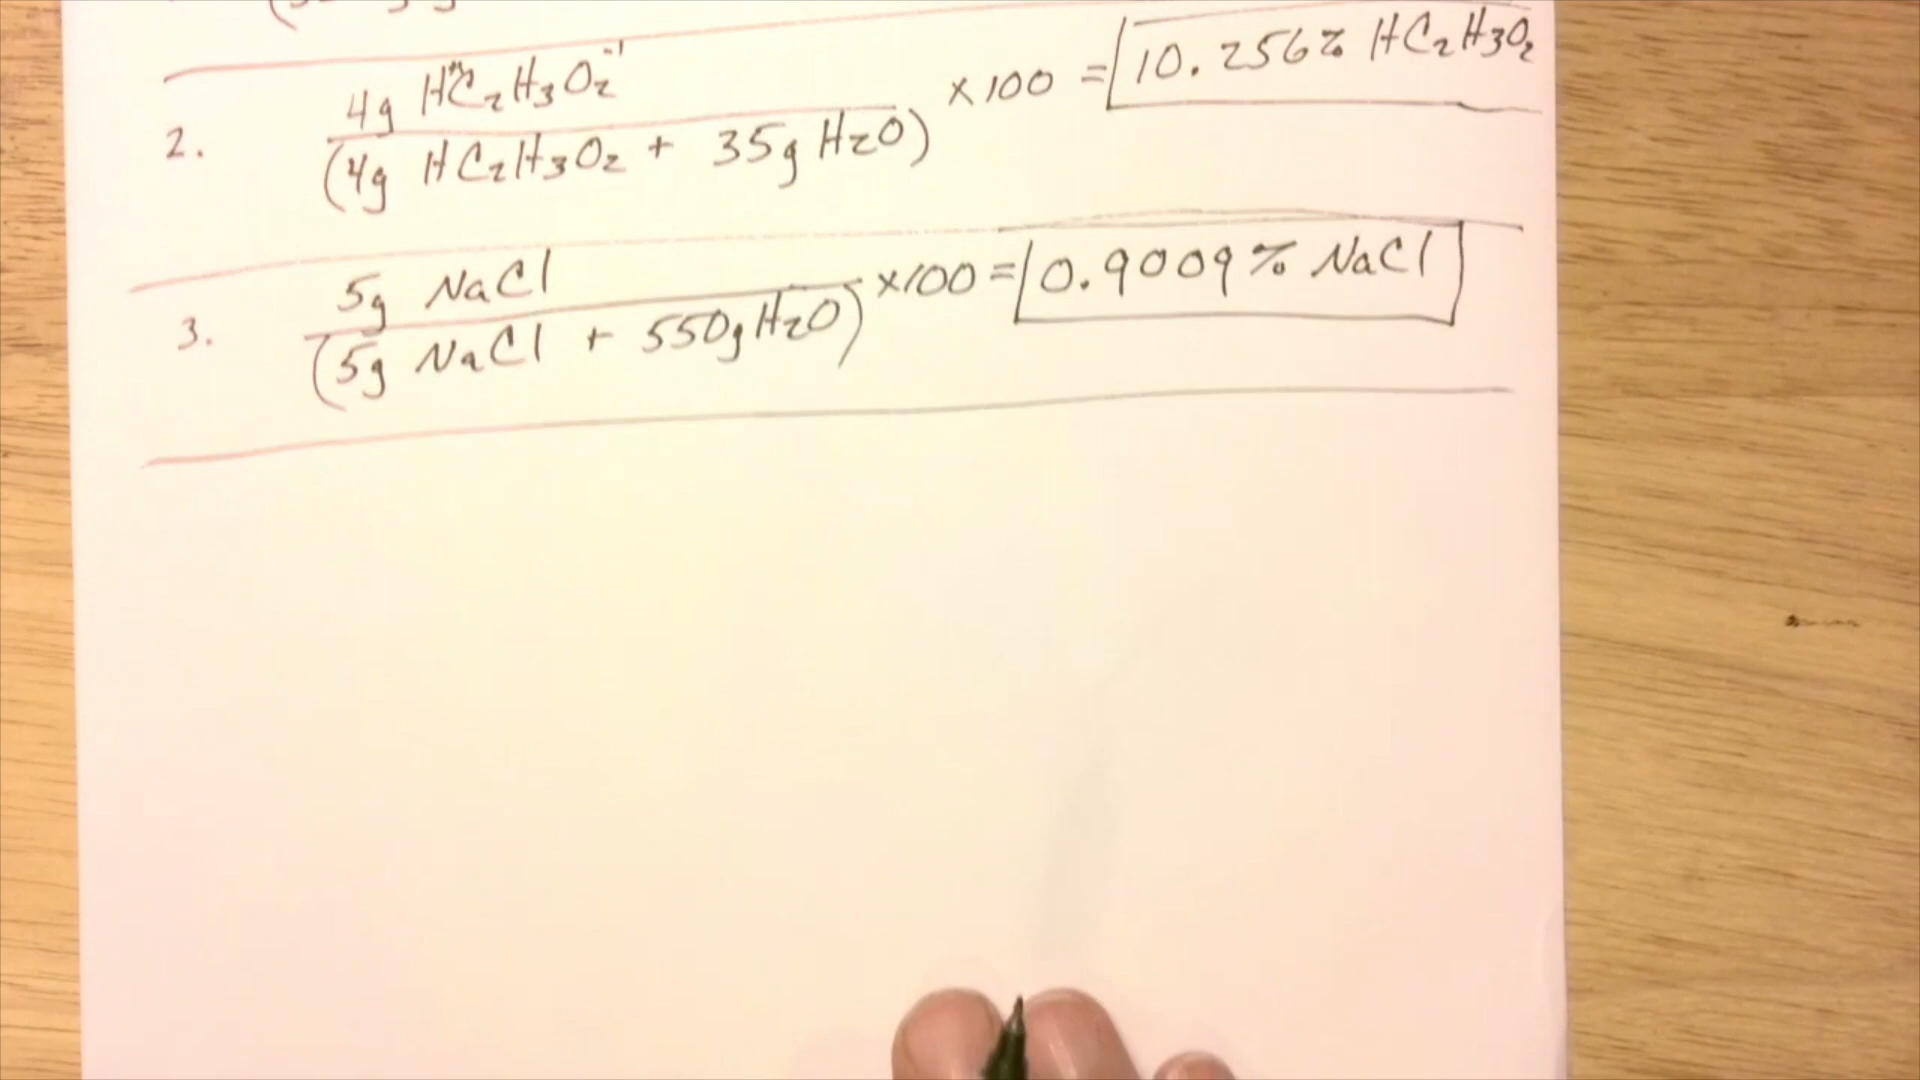 2. 4g HC2H3O2 -1
(4g HC2H3O2 + 35g H2O) x100 = 10.256% HC2H3O2
3. 5g NaCl
(5g NaCl + 550g H2O) x100 = 0.9009% NaCl